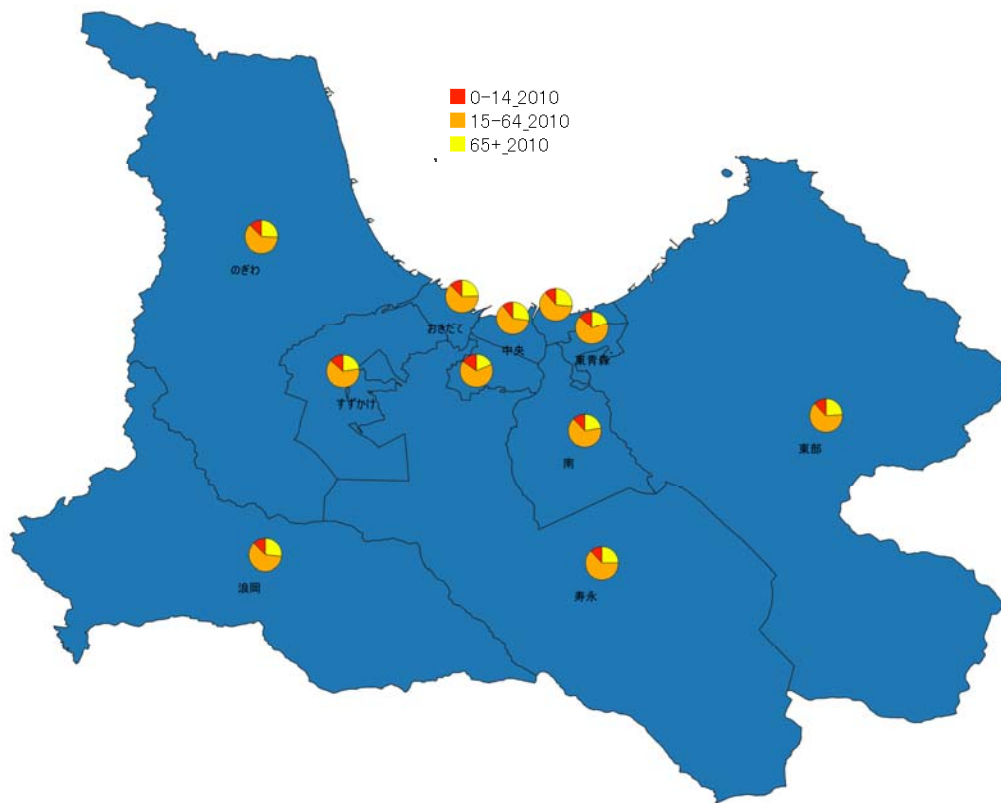 0-14_2010
15-64_2010
65+_2010
のぎわ
おきだて
中央
東青森
すずかけ
南
東部
浪岡
寿永